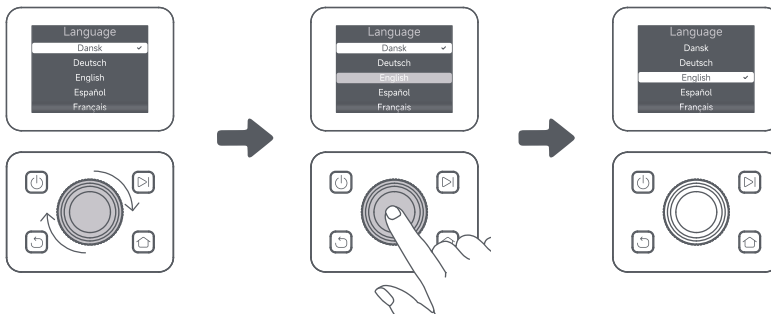 Language
Dansk
Deutsch
English
Español
Français
Language
Dansk
Deutsch
English
Español
Français
Language
Dansk
Deutsch
English
Español
Français